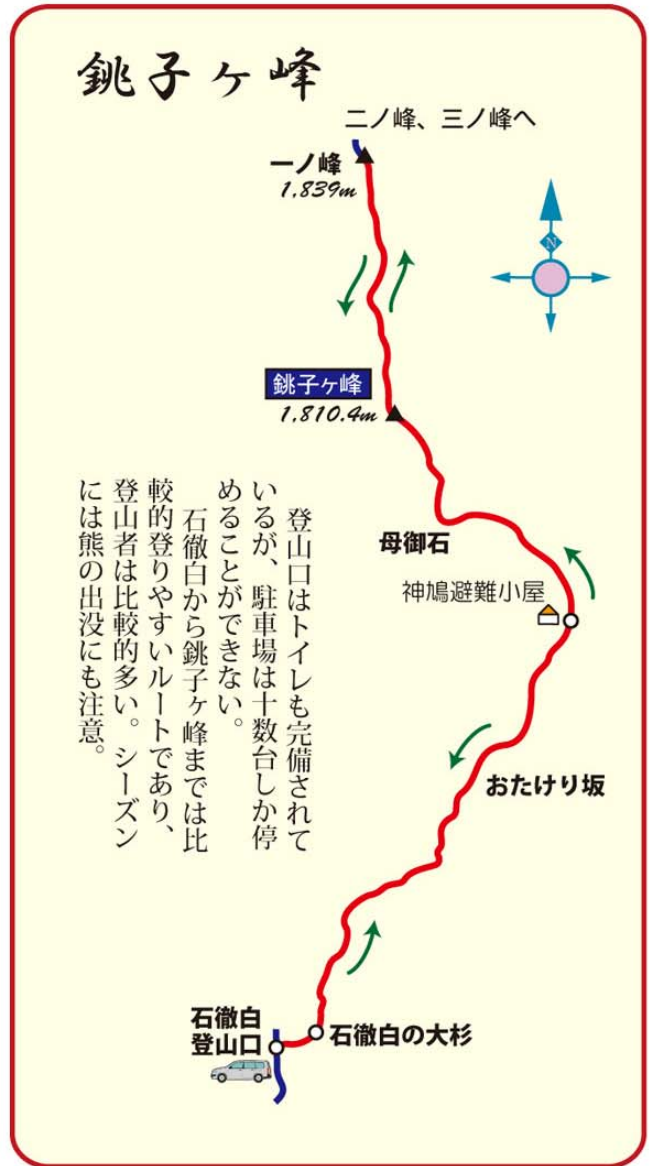 銚子ヶ峰
二ノ峰、三ノ峰へ
一ノ峰
1,839m
N
銚子ヶ峰
1,810.4m
母御石
神鳩避難小屋
おたけり坂
登山口はトイレも完備されて
いるが、駐車場は十数台しか停
めることができない。
石徹白から銚子ヶ峰までは比
較的登りやすいルートであり、
登山者は比較的多い。シーズン
には熊の出没にも注意。
石徹白
登山口
石徹白の大杉